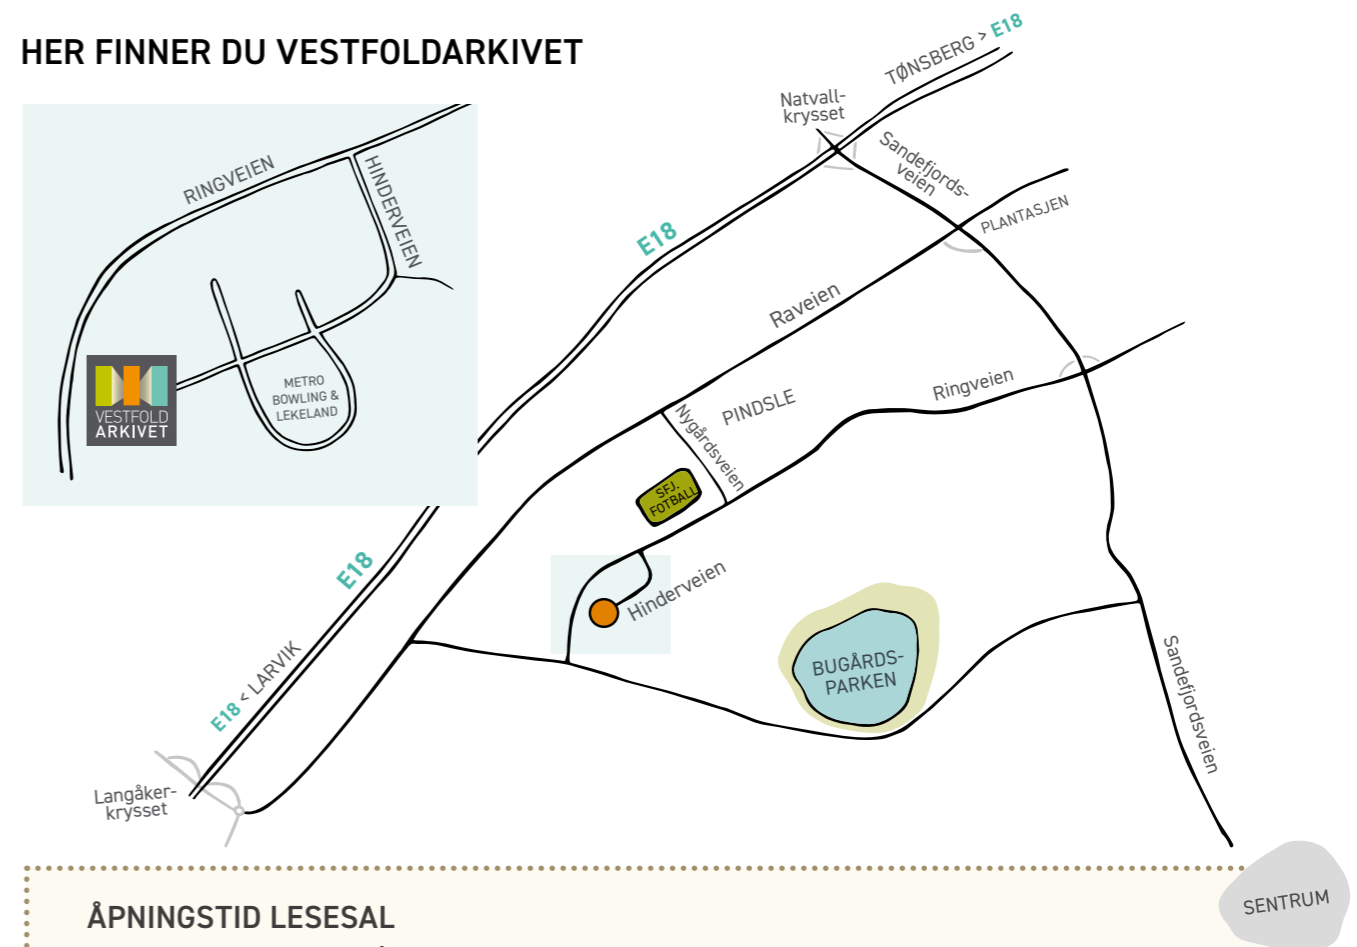 HER FINNER DU VESTFOLDARKIVET
TØNSBERG > E18
Natvall-
krysset
Sandefjords-
veien
PLANTASJEN
RINGVEIEN
HINDERVEIEN
E18
Raveien
Ringveien
METRO
BOWLING &
LEKELAND
VESTFOLD
ARKIVET
PINDSLE
Nygårdsveien
SFJ.
FOTBALL
E18
Hinderveien
BUGÅRDS-
PARKEN
E18 < LARVIK
Sandefjordsveien
Langåker-
krysset
SENTRUM
ÅPNINGSTID LESESAL